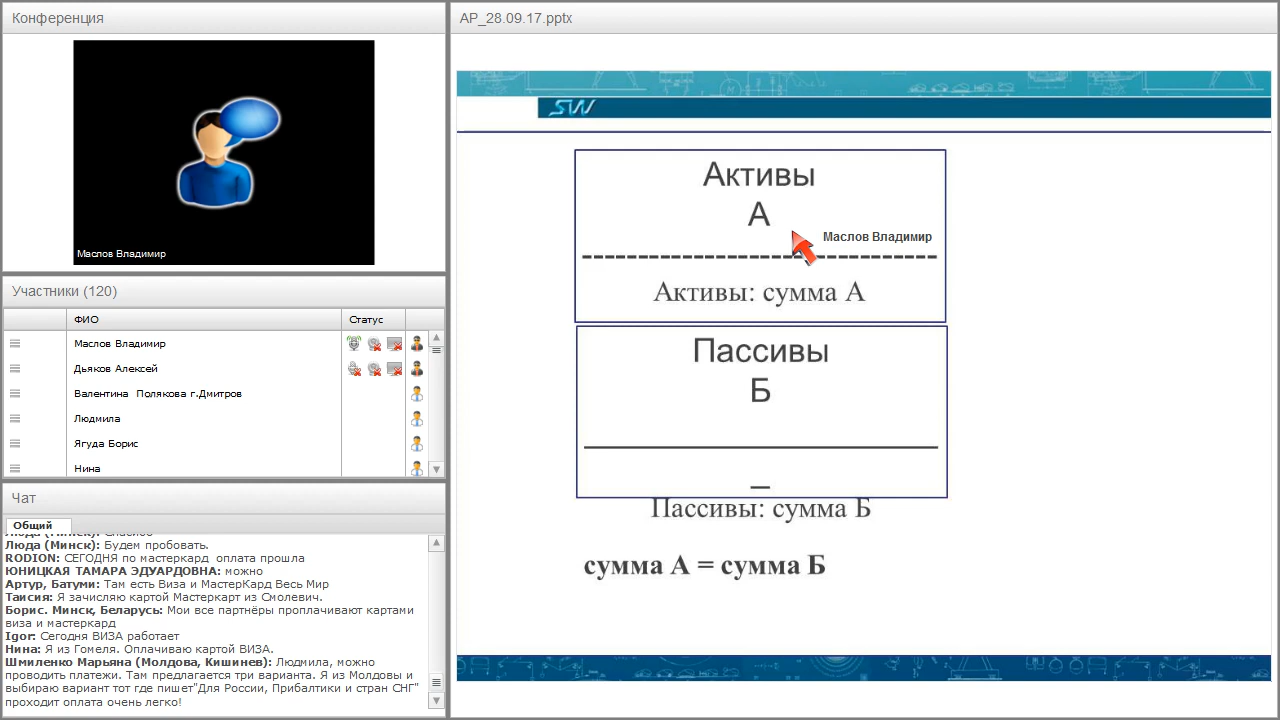 Конференция
Маслов Владимир
Участники (120)
ФИО
Статус
Маслов Владимир
Дьяков Алексей
Валентина Полякова г.Дмитров
Людмила
Ягуда Борис
Нина
Чат
Общий
Люда (Минск): Спасибо
Люда (Минск): Будем пробовать.
RODION: СЕГОДНЯ по мастеркард оплата прошла
ЮНИЦКАЯ ТАМАРА ЭДУАРДОВНА: можно
Артур, Батуми: Там есть Виза и МастерКард Весь Мир
Таисия: Я зачисляю картой Мастеркарт из Смолевич.
Борис. Минск, Беларусь: Мои все партнёры проплачивают картами
виза и мастеркард
Igor: Сегодня ВИЗА работает
Нина: Я из Гомеля. Оплачиваю картой ВИЗА.
Шмиленко Марьяна (Молдова, Кишинев): Людмила, можно
проводить платежи. Там предлагается три варианта. Я из Молдовы и
выбираю вариант тот где пишет"Для России, Прибалтики и стран СНГ"
проходит оплата очень легко!
AP_28.09.17.pptx
SW
Активы
А
Маслов Владимир
Активы: сумма А
Пассивы
Б
Пассивы: сумма Б
сумма А = сумма Б